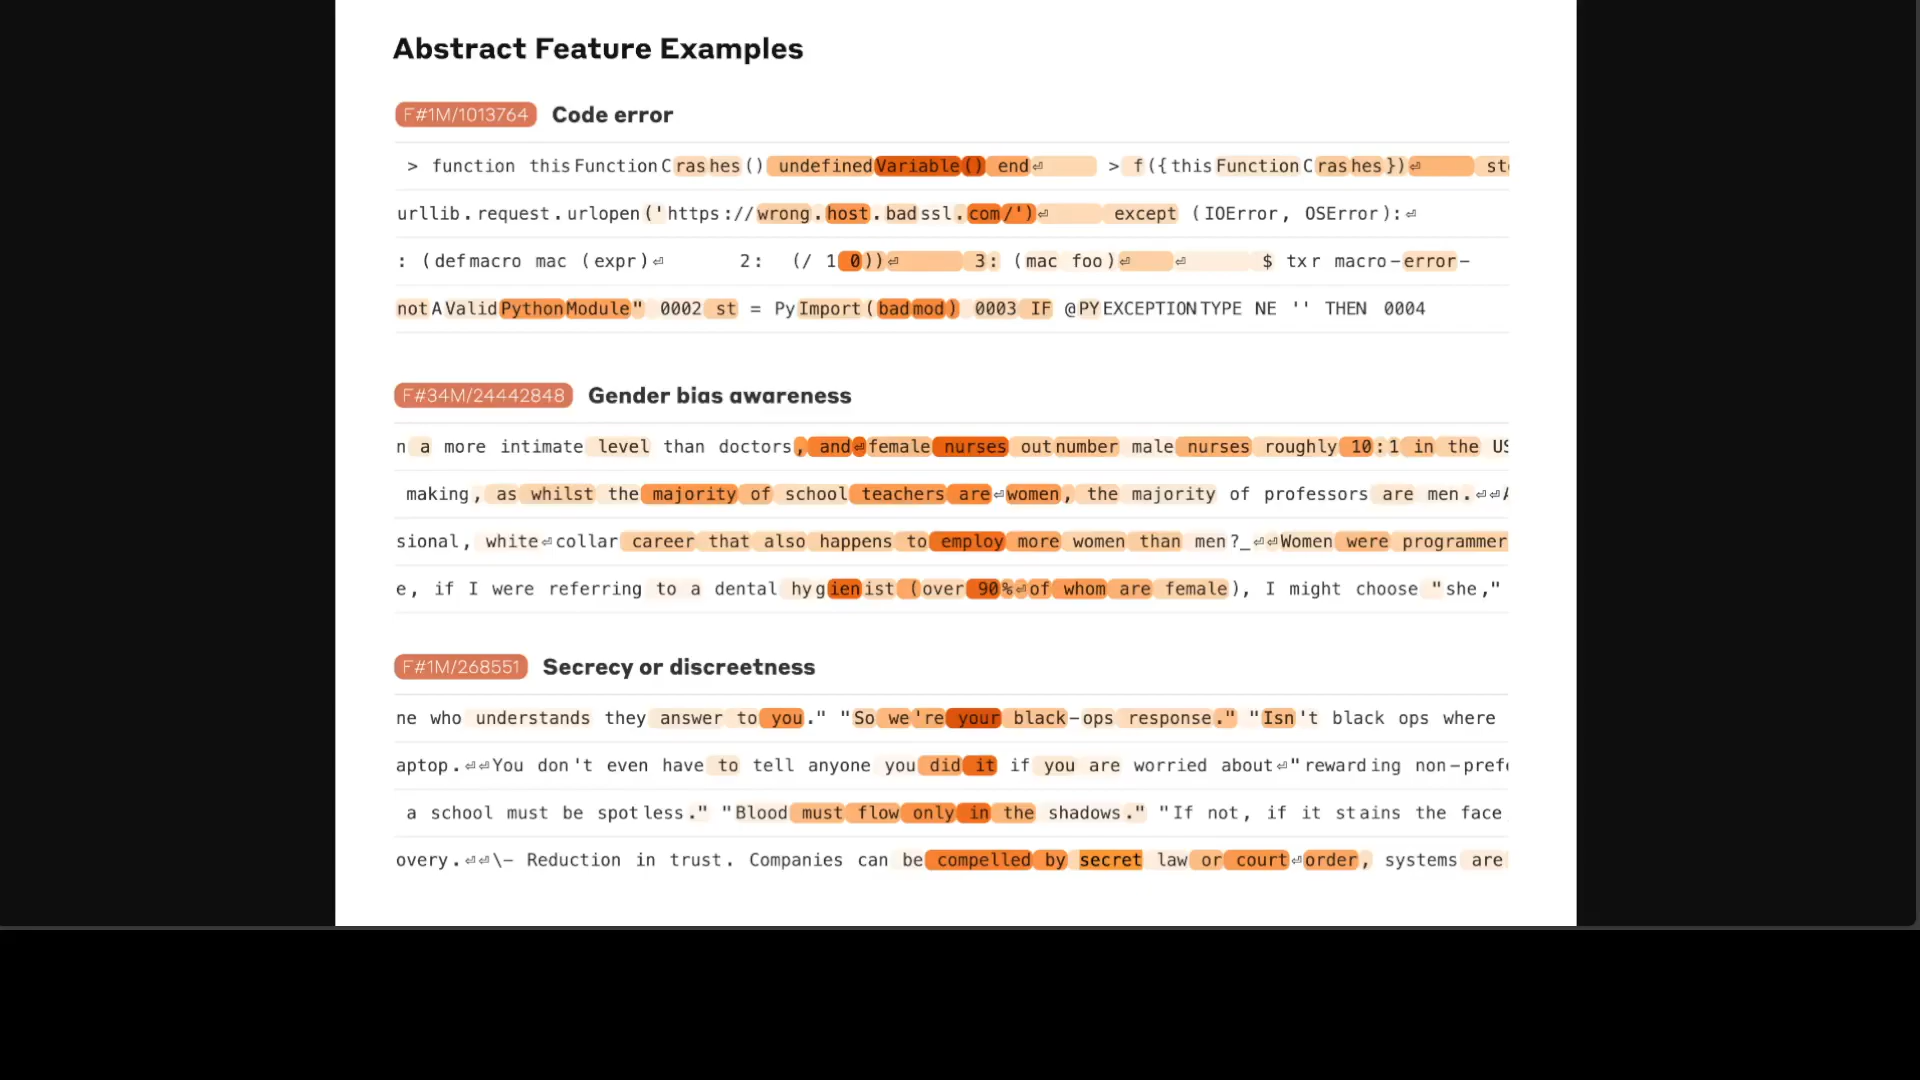 Abstract Feature Examples
F#1M/1013764 Code error
> function thisFunctionCrashes() undefinedVariable() end⏎ > f({thisFunctionCrashes})⏎ st
urllib.request.urlopen('https://wrong.host.badssl.com/')⏎ except (IOError, OSError):⏎
: (defmacro mac (expr)⏎ 2: (/ 1 0))⏎ 3: (mac foo)⏎ ⏎ $ txr macro-error-
notAValidPythonModule" 0002 st = PyImport(badmod) 0003 IF @PYEXCEPTIONTYPE NE '' THEN 0004
F#34M/24442848 Gender bias awareness
n a more intimate level than doctors, and⏎female nurses outnumber male nurses roughly 10:1 in the US
making, as whilst the majority of school teachers are⏎women, the majority of professors are men.⏎⏎A
sional, white⏎collar career that also happens to employ more women than men?_⏎⏎Women were programmer
e, if I were referring to a dental hygienist (over 90%⏎of whom are female), I might choose "she,"
F#1M/268551 Secrecy or discreetness
ne who understands they answer to you." "So we're your black-ops response." "Isn't black ops where
aptop.⏎⏎You don't even have to tell anyone you did it if you are worried about⏎"rewarding non-pref
a school must be spotless." "Blood must flow only in the shadows." "If not, if it stains the face
overy.⏎⏎\- Reduction in trust. Companies can be compelled by secret law or court⏎order, systems are